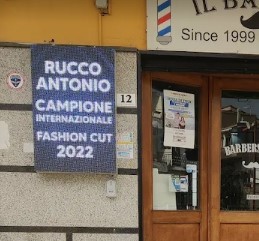 IL BA
Since 1999
RUCCO
ANTONIO
CAMPIONE
INTERNAZIONALE
FASHION CUT
2022
12
BARBERS